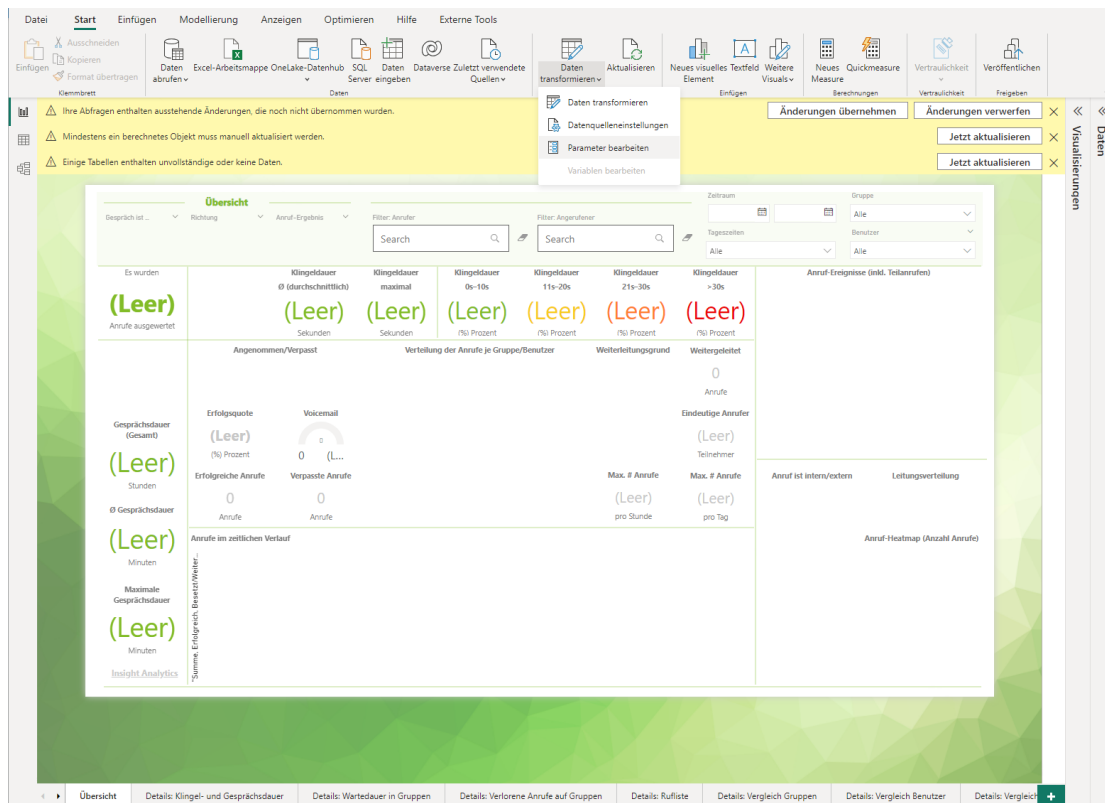 Datei Start Einfügen Modellierung Anzeigen Optimieren Hilfe Externe Tools
Einfügen
Ausschneiden
Kopieren
Format übertragen
Klemmbrett
Daten abrufen
Excel-Arbeitsmappe
OneLake-Datenhub
SQL Server
Daten eingeben
Dataverse
Zuletzt verwendete Quellen
Daten
Daten transformieren
Aktualisieren
Neues visuelles Element
Textfeld
Weitere Visuals
Einfügen
Neues Measure
Quickmeasure
Berechnungen
Vertraulichkeit
Vertraulichkeit
Veröffentlichen
Freigeben
Daten transformieren
Datenquelleneinstellungen
Parameter bearbeiten
Variablen bearbeiten
Ihre Abfragen enthalten ausstehende Änderungen, die noch nicht übernommen wurden.
Änderungen übernehmen Änderungen verwerfen
Mindestens ein berechnetes Objekt muss manuell aktualisiert werden.
Jetzt aktualisieren
Einige Tabellen enthalten unvollständige oder keine Daten.
Jetzt aktualisieren
Visualisierungen
Daten
Übersicht
Gespräch ist ... Richtung Anruf-Ergebnis
Filter: Anrufer
Search
Filter: Angerufener
Search
Zeitraum
Gruppe
Alle
Tageszeiten
Alle
Benutzer
Alle
Es wurden
(Leer)
Anrufe ausgewertet
Klingeldauer
Ø (durchschnittlich)
(Leer)
Sekunden
Klingeldauer
maximal
(Leer)
Sekunden
Klingeldauer
0s-10s
(Leer)
(%) Prozent
Klingeldauer
11s-20s
(Leer)
(%) Prozent
Klingeldauer
21s-30s
(Leer)
(%) Prozent
Klingeldauer
>30s
(Leer)
(%) Prozent
Anruf-Ereignisse (inkl. Teilanrufen)
Angenommen/Verpasst
Verteilung der Anrufe je Gruppe/Benutzer
Weiterleitungsgrund
Weitergeleitet
0
Anrufe
Gesprächsdauer
(Gesamt)
(Leer)
Stunden
Erfolgsquote
(Leer)
(%) Prozent
Voicemail
0
0 (L...
Eindeutige Anrufer
(Leer)
Teilnehmer
Erfolgreiche Anrufe
0
Anrufe
Verpasste Anrufe
0
Anrufe
Max. # Anrufe
(Leer)
pro Stunde
Max. # Anrufe
(Leer)
pro Tag
Anruf ist intern/extern
Leitungsverteilung
Ø Gesprächsdauer
(Leer)
Minuten
Maximale
Gesprächsdauer
(Leer)
Minuten
Insight Analytics
Anrufe im zeitlichen Verlauf
"Summe, Erfolgreich, Besetzt/Weiter...
Anruf-Heatmap (Anzahl Anrufe)
Übersicht Details: Klingel- und Gesprächsdauer Details: Wartedauer in Gruppen Details: Verlorene Anrufe auf Gruppen Details: Rufliste Details: Vergleich Gruppen Details: Vergleich Benutzer Details: Vergleich